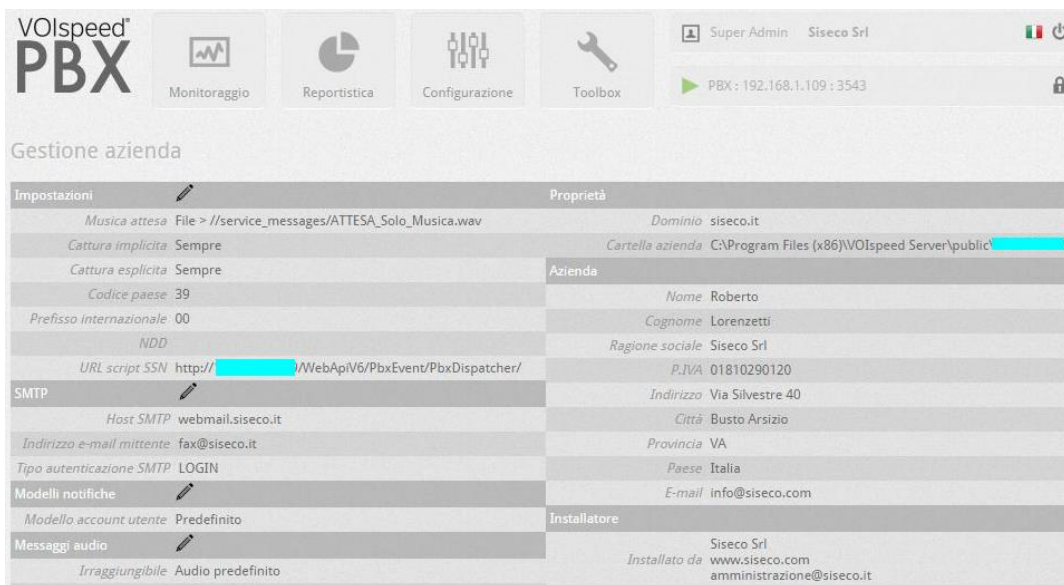 VOIspeed®
PBX
Monitoraggio
Reportistica
Configurazione
Toolbox
Super Admin Siseco Srl
PBX : 192.168.1.109 : 3543
Gestione azienda
Impostazioni
Musica attesa File > //service_messages/ATTESA_Solo_Musica.wav
Cattura implicita Sempre
Cattura esplicita Sempre
Codice paese 39
Prefisso internazionale 00
NDD
URL script SSN http:// /WebApiV6/PbxEvent/PbxDispatcher/
SMTP
Host SMTP webmail.siseco.it
Indirizzo e-mail mittente fax@siseco.it
Tipo autenticazione SMTP LOGIN
Modelli notifiche
Modello account utente Predefinito
Messaggi audio
Irraggiungibile Audio predefinito
Proprietà
Dominio siseco.it
Cartella azienda C:\Program Files (x86)\VOIspeed Server\public\
Azienda
Nome Roberto
Cognome Lorenzetti
Ragione sociale Siseco Srl
P.IVA 01810290120
Indirizzo Via Silvestre 40
Città Busto Arsizio
Provincia VA
Paese Italia
E-mail info@siseco.com
Installatore
Siseco Srl
Installato da www.siseco.com
amministrazione@siseco.it